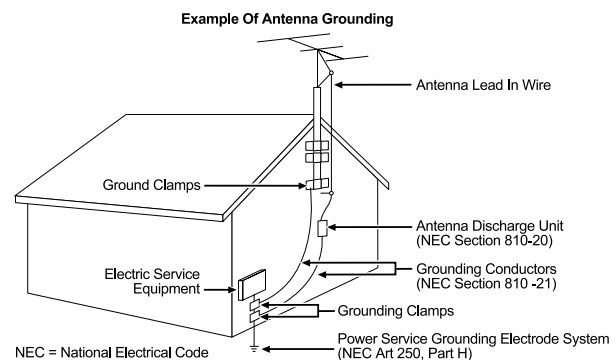 Example Of Antenna Grounding
Antenna Lead In Wire
Ground Clamps
Antenna Discharge Unit
(NEC Section 810-20)
Electric Service
Equipment
Grounding Conductors
(NEC Section 810 -21)
Grounding Clamps
Power Service Grounding Electrode System
(NEC Art 250, Part H)
NEC = National Electrical Code